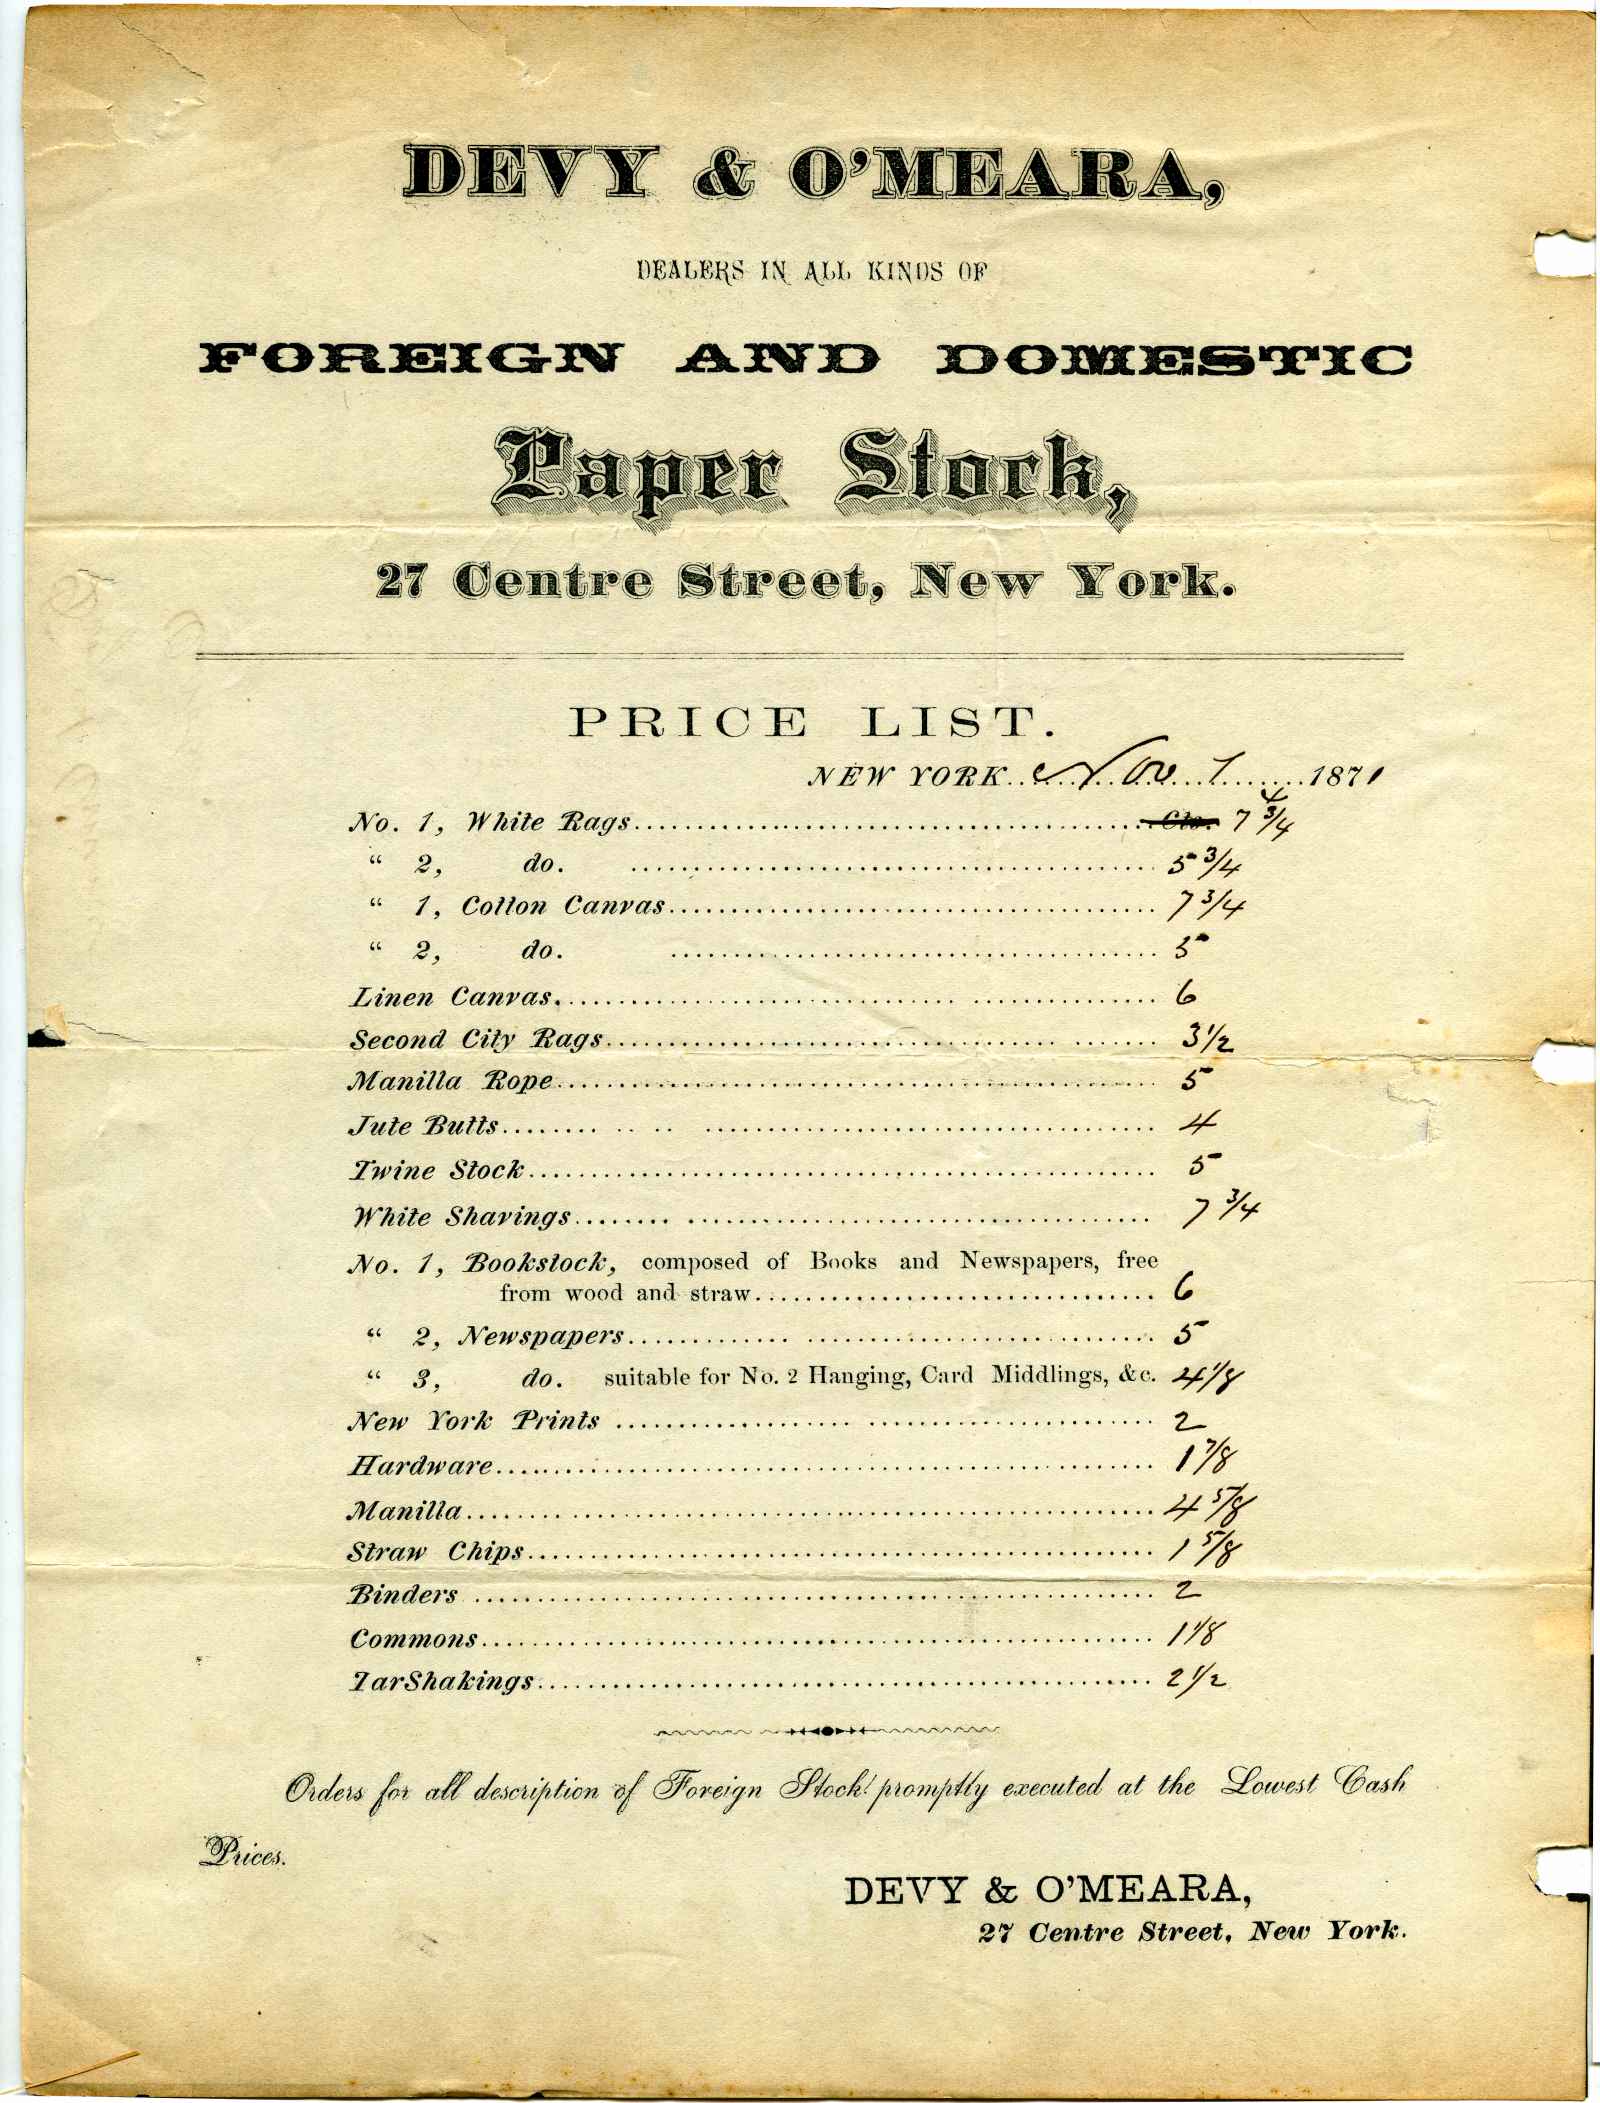 DEVY & O'MEARA,
DEALERS IN ALL KINDS OF
FOREIGN AND DOMESTIC
Paper Stock,
27 Centre Street, New York.
PRICE LIST.
NEW YORK......Nov 1......1871
No. 1, White Rags........Cts. 7 3/4
" 2, do. ........ 5 3/4
" 1, Cotton Canvas........ 7 3/4
" 2, do. ........ 5
Linen Canvas........ 6
Second City Rags........ 3 1/2
Manilla Rope........ 5
Jute Butts........ 4
Twine Stock........ 5
White Shavings........ 7 3/4
No. 1, Bookstock, composed of Books and Newspapers, free
from wood and straw........ 6
" 2, Newspapers........ 5
" 3, do. suitable for No. 2 Hanging, Card Middlings, &c. 4 1/8
New York Prints ........ 2
Hardware........ 1 7/8
Manilla........ 4 5/8
Straw Chips........ 1 5/8
Binders ........ 2
Commons........ 1 1/8
TarShakings........ 2 1/2
Orders for all description of Foreign Stock promptly executed at the Lowest Cash
Prices.
DEVY & O'MEARA,
27 Centre Street, New York.